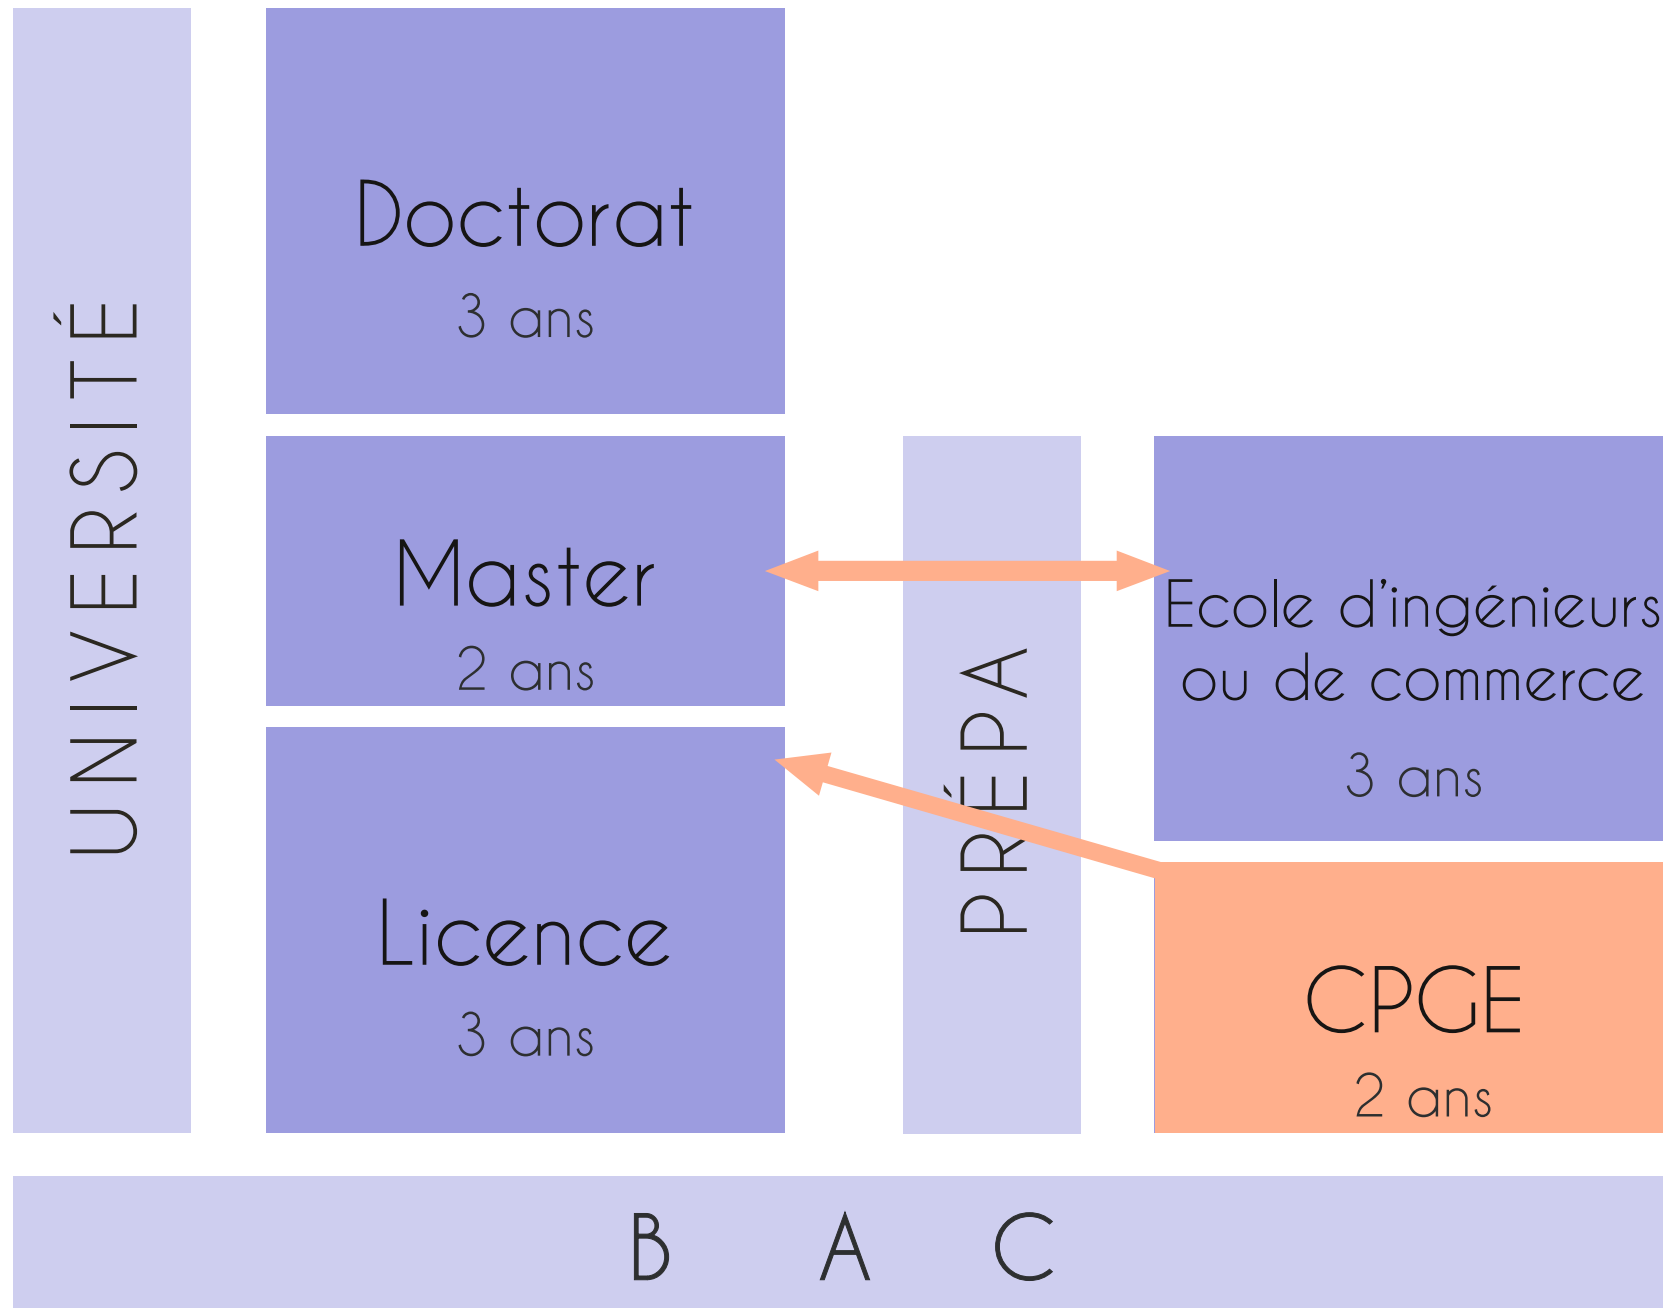 UNIVERSITÉ
Doctorat
3 ans
Master
2 ans
Licence
3 ans
PRÉPA
Ecole d'ingénieurs
ou de commerce
3 ans
CPGE
2 ans
B A C